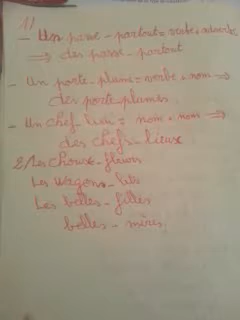 1)
- Un passe-partout = verbe + adverbe
⟹ des passe-partout
- Un porte-plume = verbe + nom ⟹
des porte-plumes.
- Un chef lieu = nom + nom ⟹
des chefs-lieux
2/ Les choux-fleurs
Les wagons-lits
Les belles-filles
belles-mères.